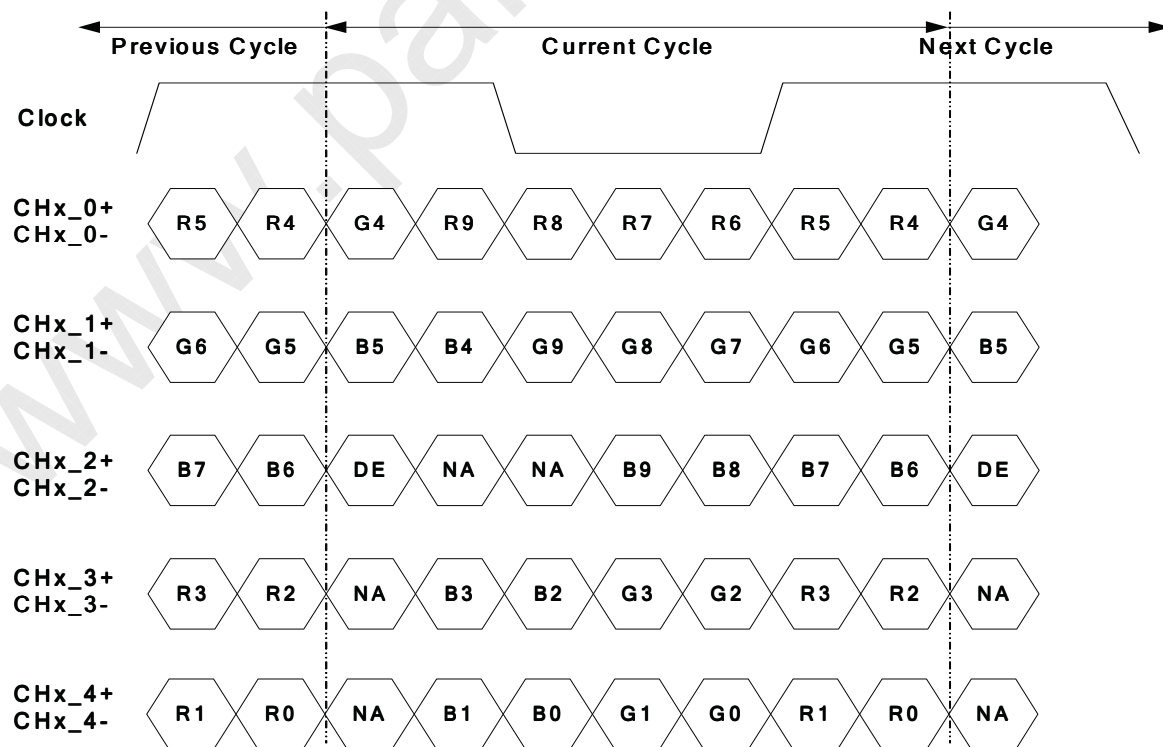 Previous Cycle Current Cycle Next Cycle
Clock
CHx_0+
CHx_0-
R5 R4 G4 R9 R8 R7 R6 R5 R4 G4
CHx_1+
CHx_1-
G6 G5 B5 B4 G9 G8 G7 G6 G5 B5
CHx_2+
CHx_2-
B7 B6 DE NA NA B9 B8 B7 B6 DE
CHx_3+
CHx_3-
R3 R2 NA B3 B2 G3 G2 R3 R2 NA
CHx_4+
CHx_4-
R1 R0 NA B1 B0 G1 G0 R1 R0 NA